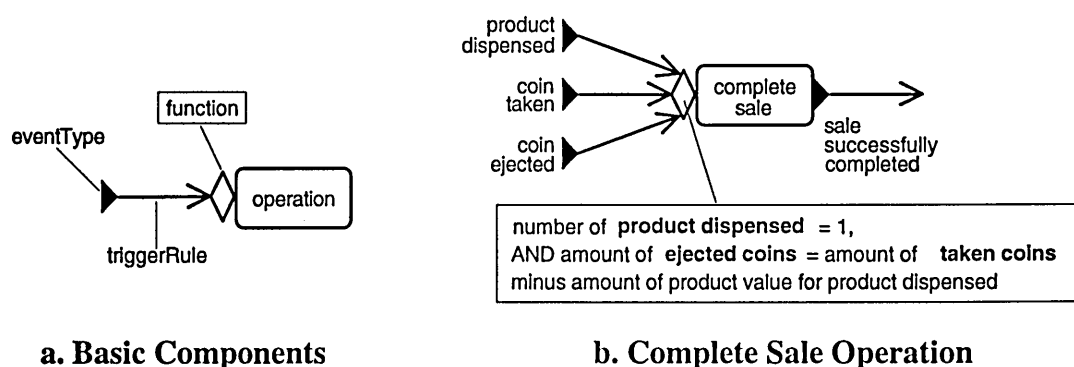 function
eventType
operation
triggerRule
a. Basic Components
product
dispensed
coin
taken
coin
ejected
complete
sale
sale
successfully
completed
number of product dispensed = 1,
AND amount of ejected coins = amount of taken coins
minus amount of product value for product dispensed
b. Complete Sale Operation